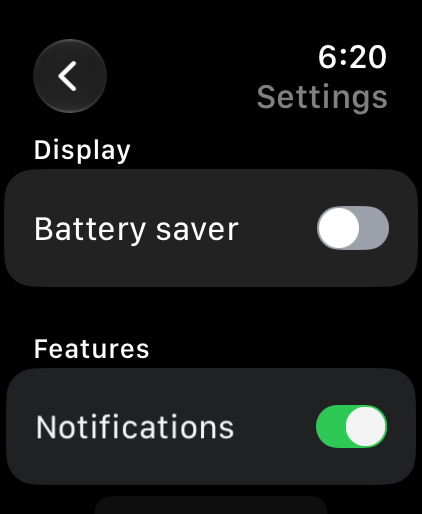 6:20
Settings
Display
Battery saver
Features
Notifications